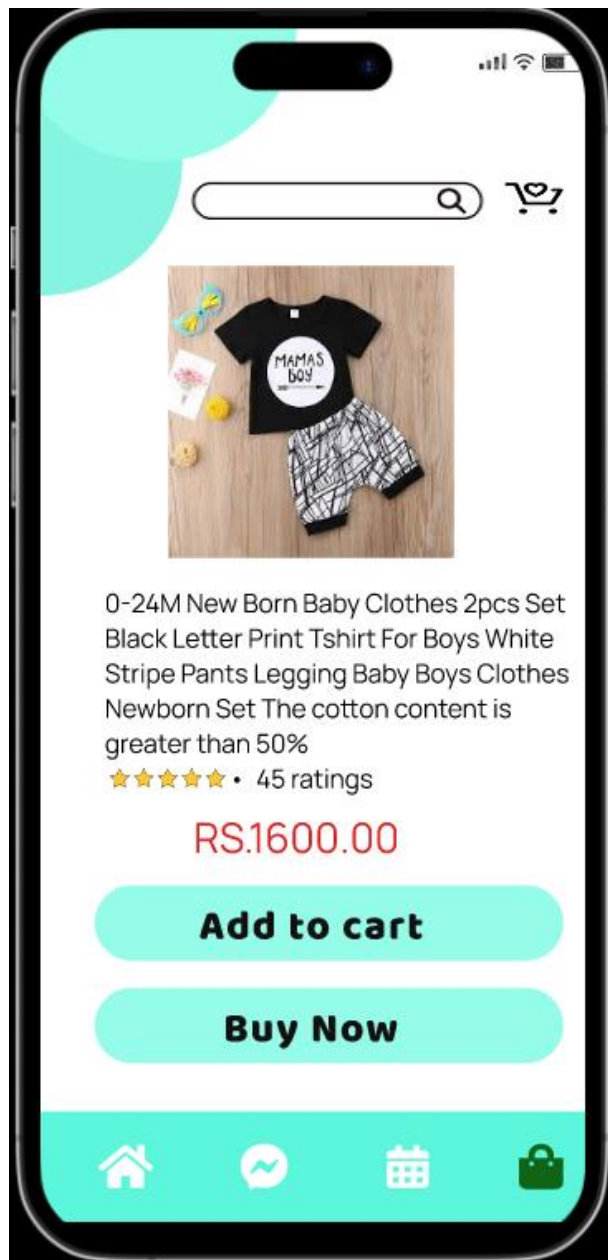 MAMAS
BOY
0-24M New Born Baby Clothes 2pcs Set
Black Letter Print Tshirt For Boys White
Stripe Pants Legging Baby Boys Clothes
Newborn Set The cotton content is
greater than 50%
• 45 ratings
RS.1600.00
Add to cart
Buy Now